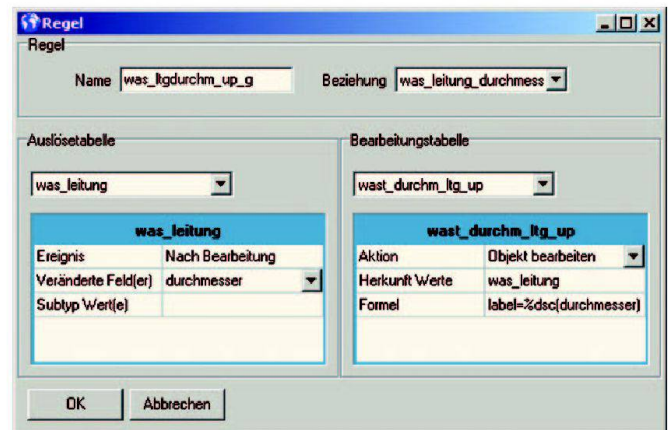 Regel
Regel
Name was_ltgdurchm_up_g Beziehung was_leitung_durchmess
Auslösetabelle Bearbeitungstabelle
was_leitung wast_durchm_ltg_up
was_leitung wast_durchm_ltg_up
Ereignis Nach Bearbeitung Aktion Objekt bearbeiten
Veränderte Feld(er) durchmesser Herkunft Werte was_leitung
Subtyp Wert(e) Formel label=%dsc(durchmesser)
OK Abbrechen